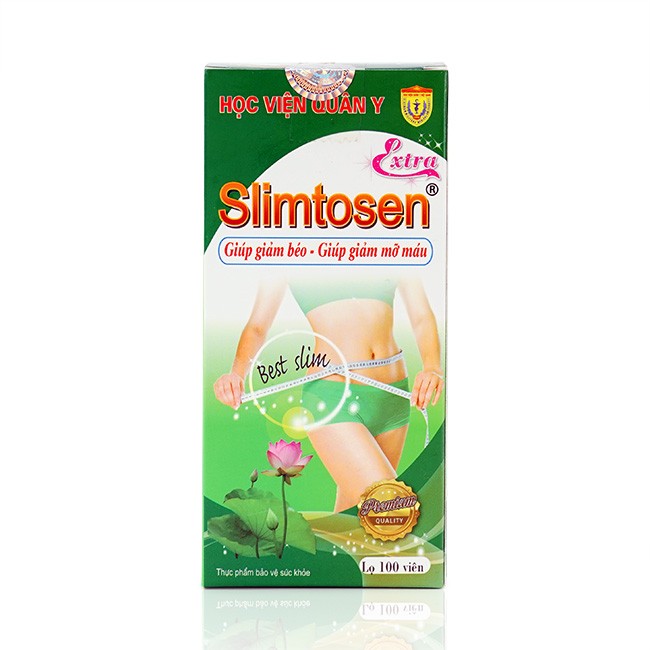 HỌC VIỆN QUÂN Y
Extra
Slimtosen®
Giúp giảm béo - Giúp giảm mỡ máu
Best slim
Premium
QUALITY
Thực phẩm bảo vệ sức khỏe
Lọ 100 viên